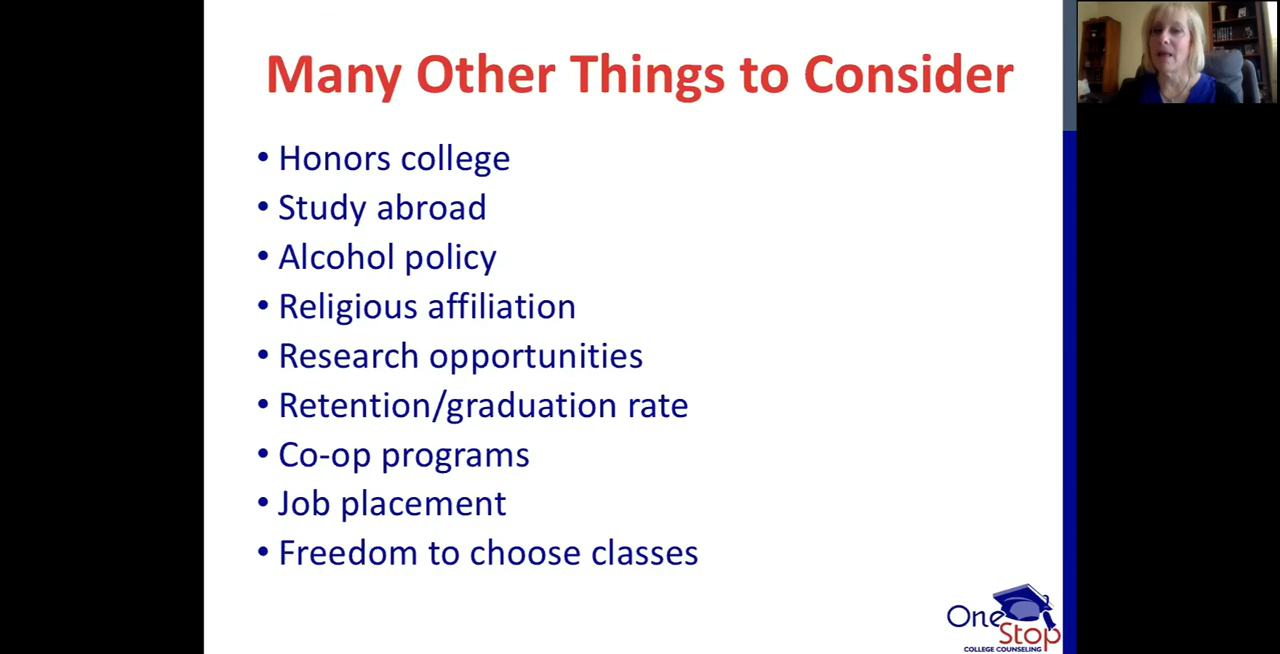 Many Other Things to Consider
• Honors college
• Study abroad
• Alcohol policy
• Religious affiliation
• Research opportunities
• Retention/graduation rate
• Co-op programs
• Job placement
• Freedom to choose classes
One
Stop
COLLEGE COUNSELING